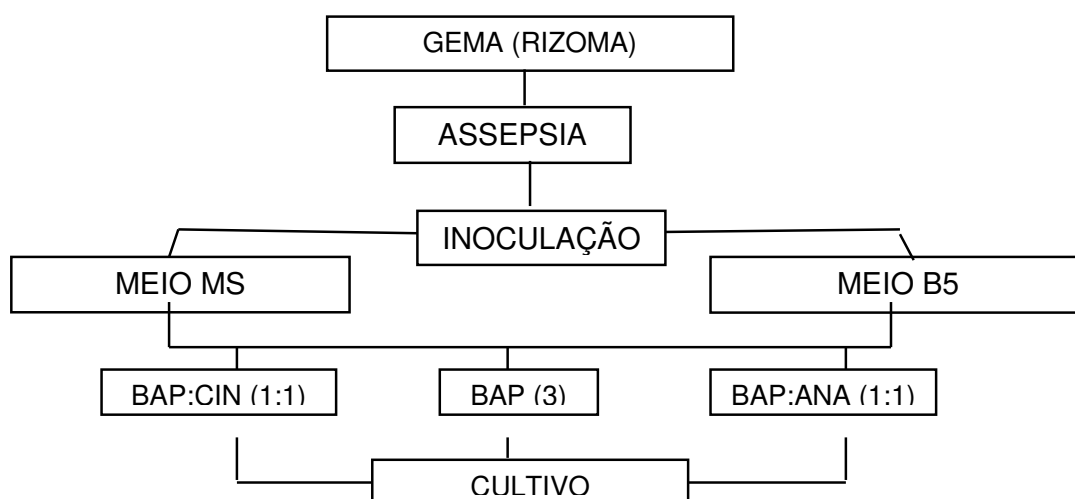 GEMA (RIZOMA)
ASSEPSIA
INOCULAÇÃO
MEIO MS
MEIO B5
BAP:CIN (1:1)
BAP (3)
BAP:ANA (1:1)
CULTIVO